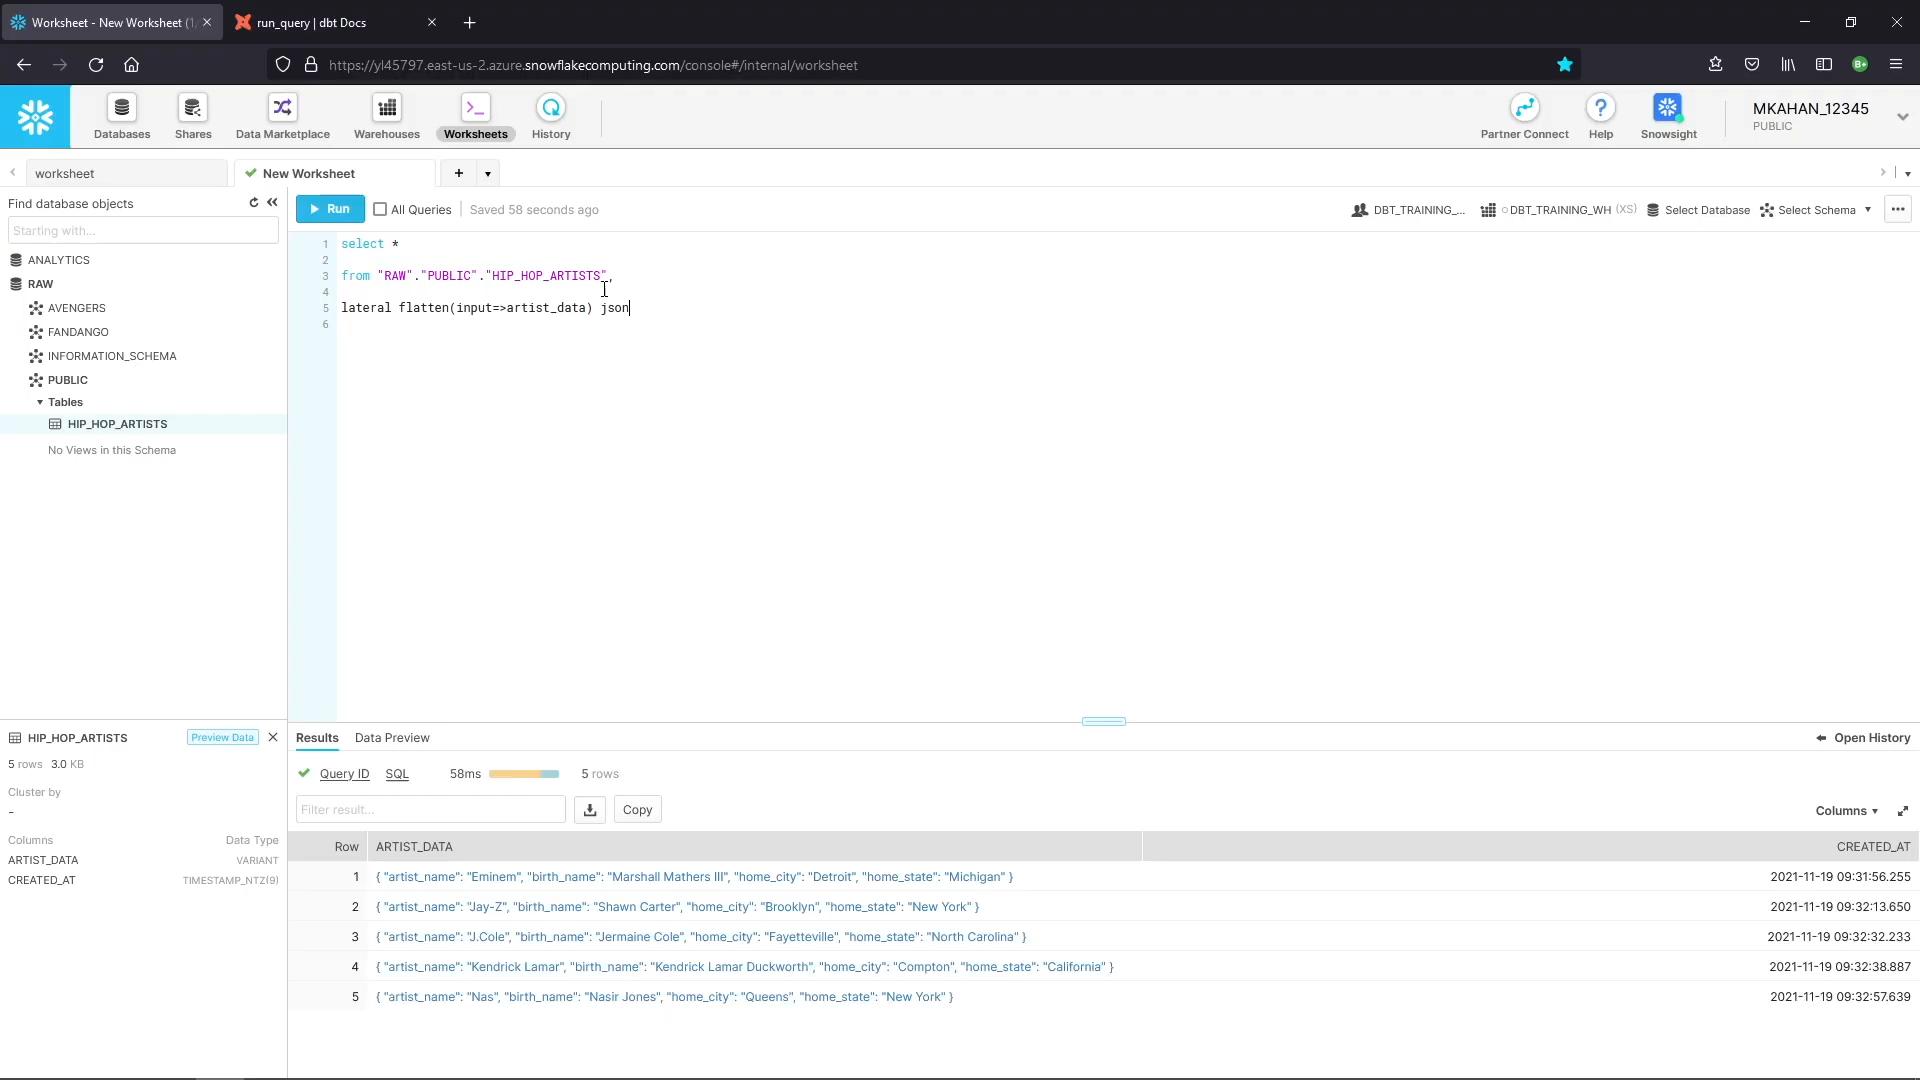 Worksheet - New Worksheet (1
run_query | dbt Docs
https://yl45797.east-us-2.azure.snowflakecomputing.com/console#/internal/worksheet
Databases
Shares
Data Marketplace
Warehouses
Worksheets
History
Partner Connect
Help
Snowsight
MKAHAN_12345
PUBLIC
worksheet
New Worksheet
Find database objects
Starting with...
ANALYTICS
RAW
AVENGERS
FANDANGO
INFORMATION_SCHEMA
PUBLIC
Tables
HIP_HOP_ARTISTS
No Views in this Schema
Run
All Queries
Saved 58 seconds ago
DBT_TRAINING_...
DBT_TRAINING_WH (XS)
Select Database
Select Schema
1 select *
2
3 from "RAW"."PUBLIC"."HIP_HOP_ARTISTS",
4
5 lateral flatten(input=>artist_data) json
6
HIP_HOP_ARTISTS
Preview Data
5 rows 3.0 KB
Cluster by
-
Columns Data Type
ARTIST_DATA VARIANT
CREATED_AT TIMESTAMP_NTZ(9)
Results Data Preview
Open History
Query ID SQL 58ms 5 rows
Filter result...
Copy
Columns
Row ARTIST_DATA CREATED_AT
1 { "artist_name": "Eminem", "birth_name": "Marshall Mathers III", "home_city": "Detroit", "home_state": "Michigan" } 2021-11-19 09:31:56.255
2 { "artist_name": "Jay-Z", "birth_name": "Shawn Carter", "home_city": "Brooklyn", "home_state": "New York" } 2021-11-19 09:32:13.650
3 { "artist_name": "J.Cole", "birth_name": "Jermaine Cole", "home_city": "Fayetteville", "home_state": "North Carolina" } 2021-11-19 09:32:32.233
4 { "artist_name": "Kendrick Lamar", "birth_name": "Kendrick Lamar Duckworth", "home_city": "Compton", "home_state": "California" } 2021-11-19 09:32:38.887
5 { "artist_name": "Nas", "birth_name": "Nasir Jones", "home_city": "Queens", "home_state": "New York" } 2021-11-19 09:32:57.639